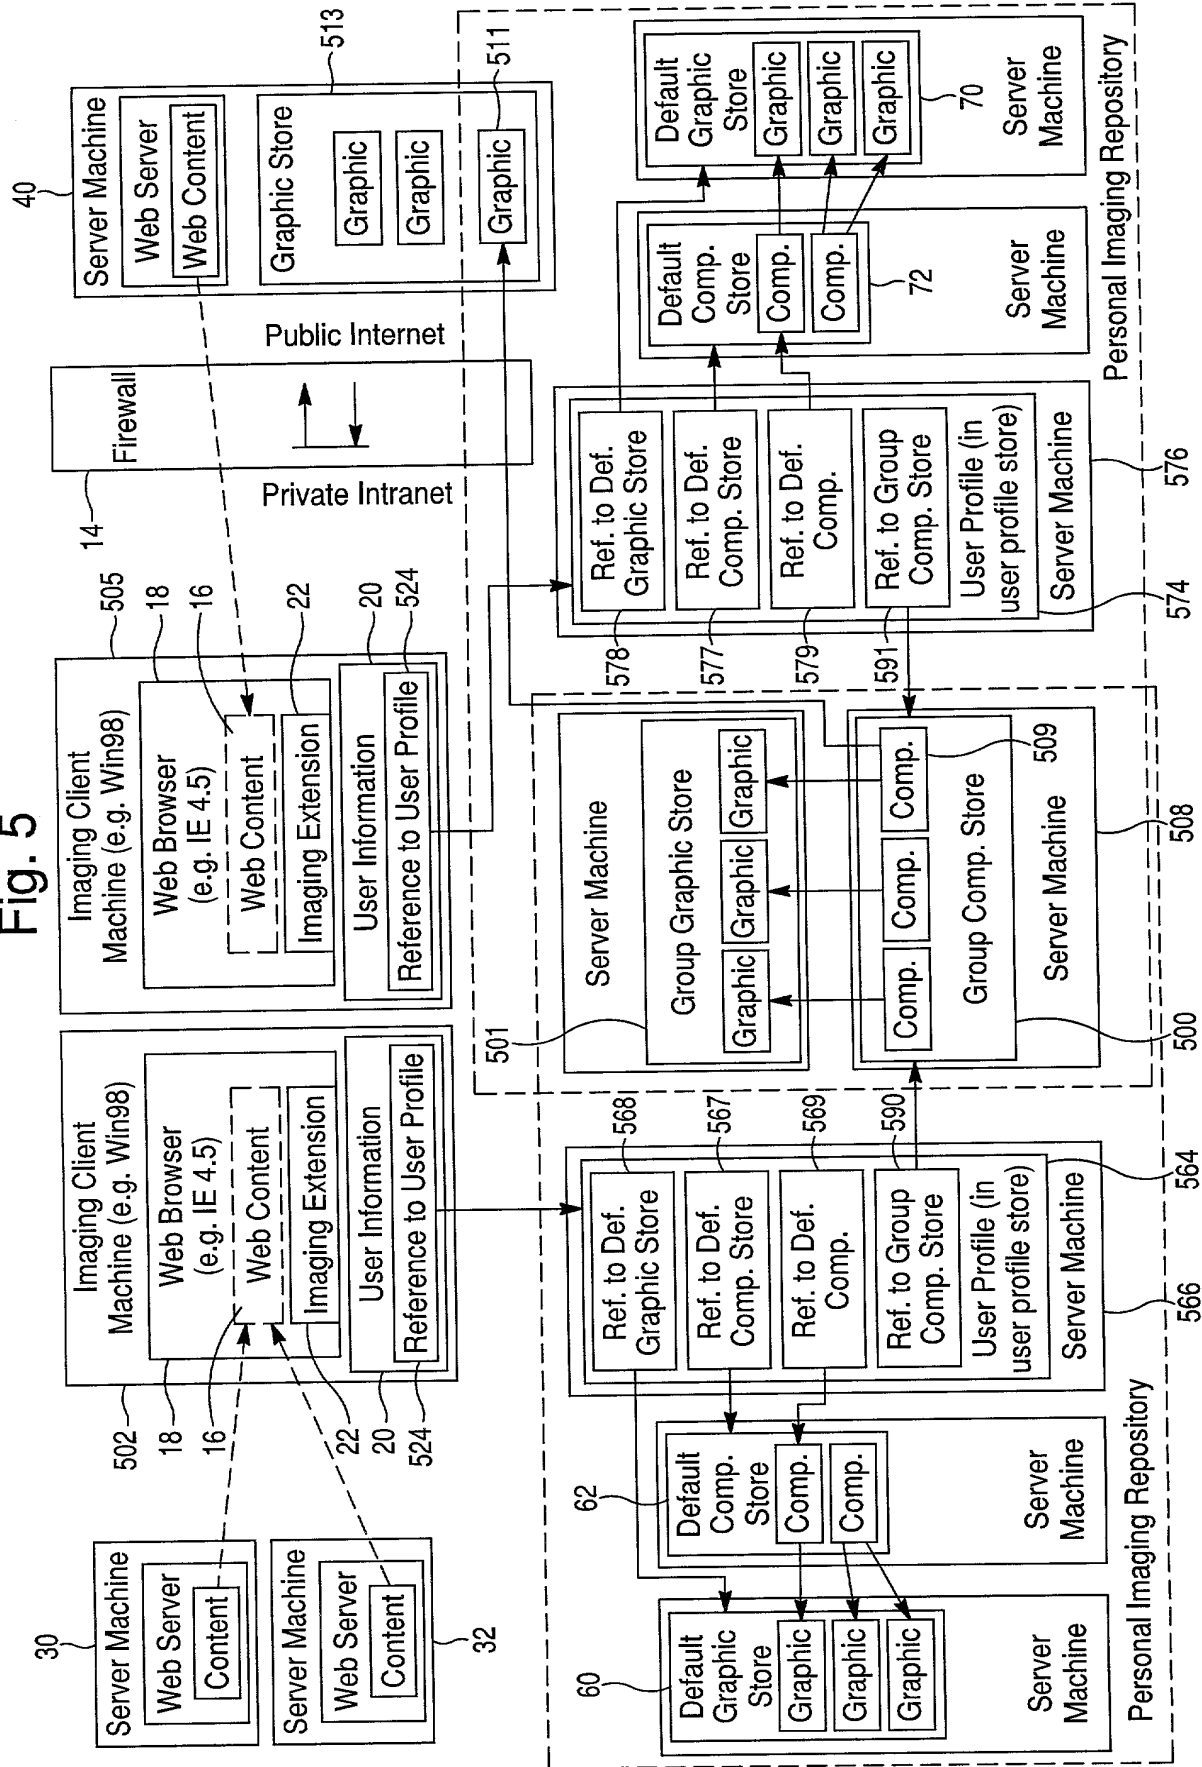 Fig. 5
30
Server Machine
Web Server
Content
Server Machine
Web Server
Content
32
502
18
16
22
20
524
Imaging Client
Machine (e.g. Win98)
Web Browser
(e.g. IE 4.5)
Web Content
Imaging Extension
User Information
Reference to User Profile
Imaging Client
Machine (e.g. Win98)
Web Browser
(e.g. IE 4.5)
Web Content
Imaging Extension
User Information
Reference to User Profile
505
18
16
22
20
524
14
Firewall
Private Intranet
Public Internet
40
Server Machine
Web Server
Web Content
Graphic Store
Graphic
Graphic
Graphic
513
511
60
Default
Graphic
Store
Graphic
Graphic
Graphic
Server
Machine
62
Default
Comp.
Store
Comp.
Comp.
Server
Machine
Personal Imaging Repository
Ref. to Def.
Graphic Store
Ref. to Def.
Comp. Store
Ref. to Def.
Comp.
Ref. to Group
Comp. Store
User Profile (in
user profile store)
Server Machine
568
567
569
590
564
566
501
Server Machine
Group Graphic Store
Graphic
Graphic
Graphic
Comp.
Comp.
Comp.
Group Comp. Store
Server Machine
509
500
508
578
577
579
591
Ref. to Def.
Graphic Store
Ref. to Def.
Comp. Store
Ref. to Def.
Comp.
Ref. to Group
Comp. Store
User Profile (in
user profile store)
Server Machine
574
576
Default
Comp.
Store
Comp.
Comp.
72
Server
Machine
Default
Graphic
Store
Graphic
Graphic
Graphic
70
Server
Machine
Personal Imaging Repository